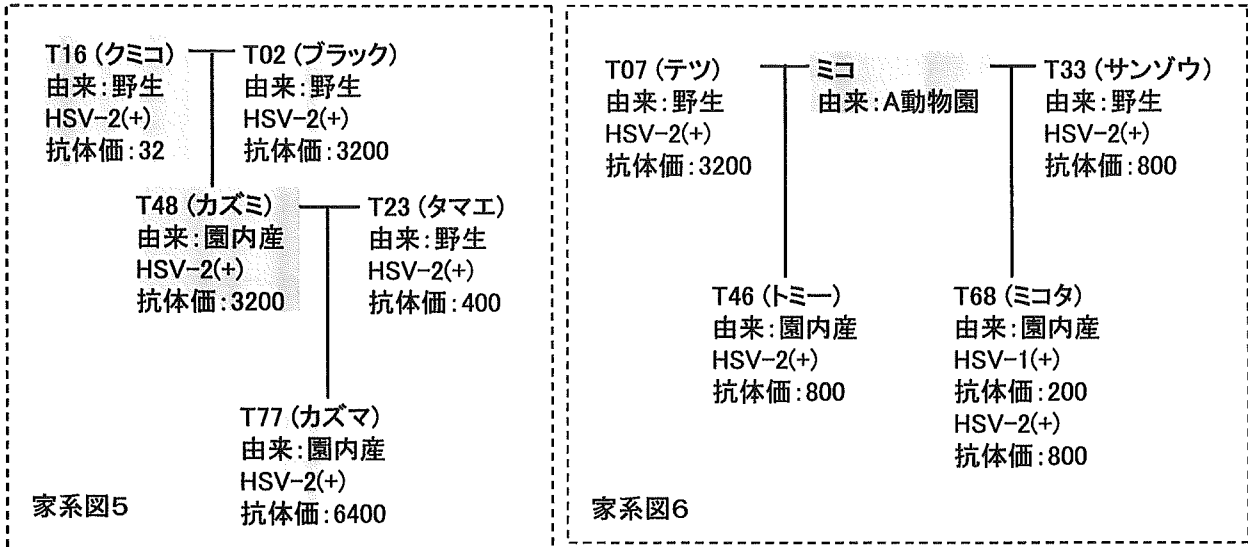 T16 (クミコ)
由来:野生
HSV-2(+)
抗体価:32
T02 (ブラック)
由来:野生
HSV-2(+)
抗体価:3200
T48 (カズミ)
由来:園内産
HSV-2(+)
抗体価:3200
T23 (タマエ)
由来:野生
HSV-2(+)
抗体価:400
T77 (カズマ)
由来:園内産
HSV-2(+)
抗体価:6400
家系図5
T07 (テツ)
由来:野生
HSV-2(+)
抗体価:3200
ミコ
由来:A動物園
T33 (サンゾウ)
由来:野生
HSV-2(+)
抗体価:800
T46 (トミー)
由来:園内産
HSV-2(+)
抗体価:800
T68 (ミコタ)
由来:園内産
HSV-1(+)
抗体価:200
HSV-2(+)
抗体価:800
家系図6